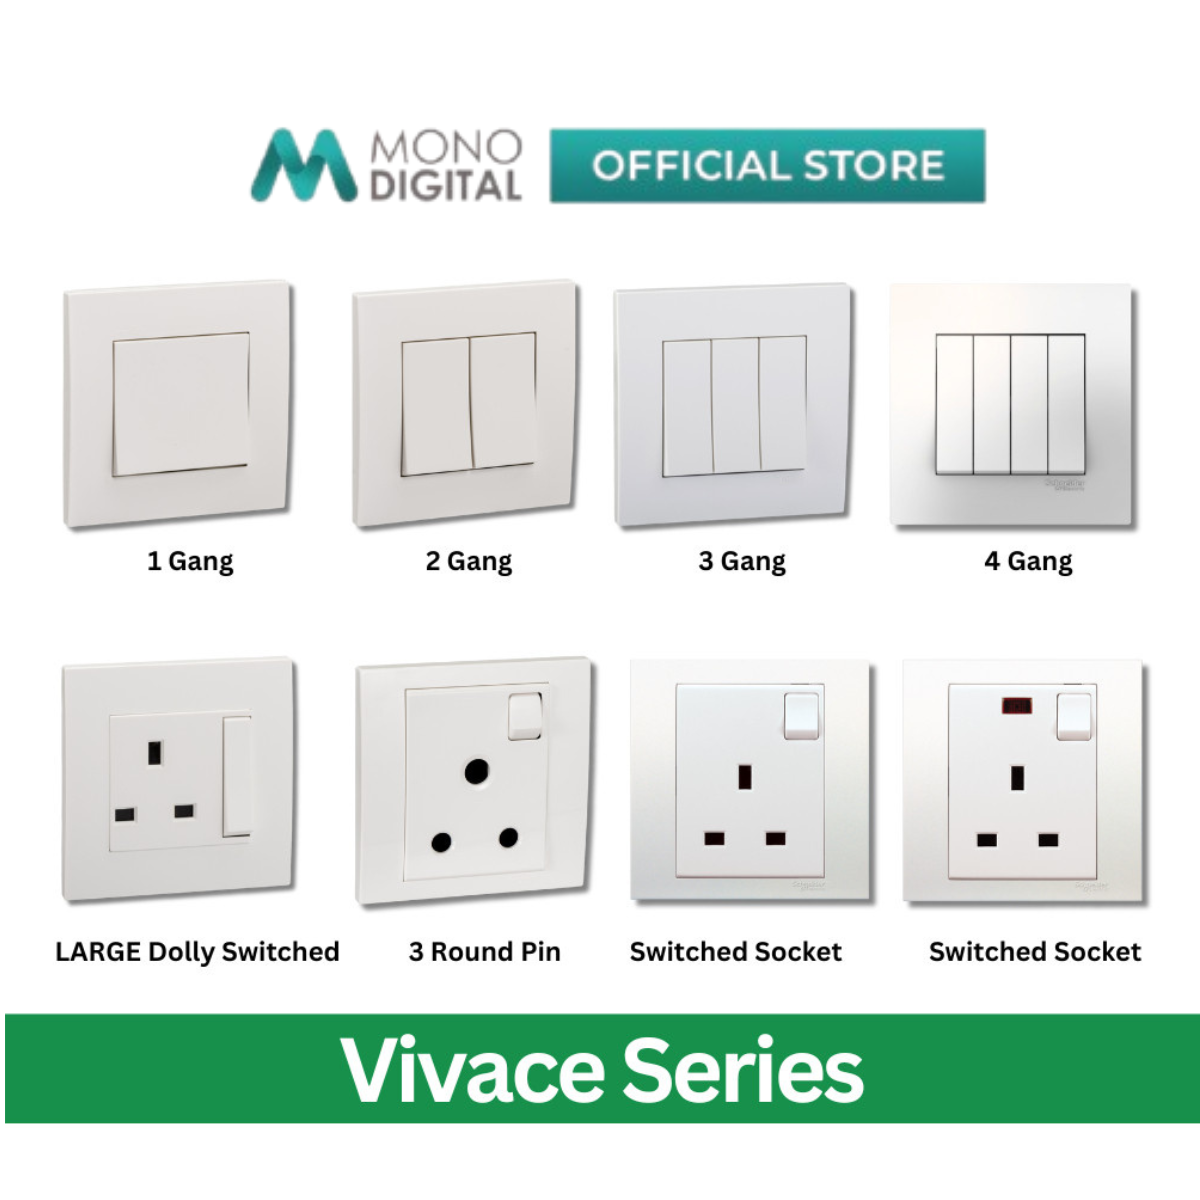 MONO
DIGITAL
OFFICIAL STORE
1 Gang
2 Gang
3 Gang
4 Gang
Schneider
LARGE Dolly Switched
3 Round Pin
Switched Socket
Switched Socket
Vivace Series